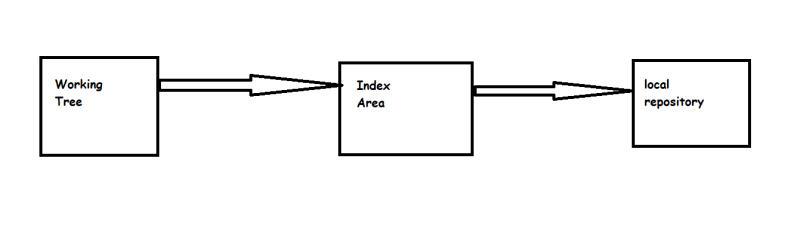 Working
Tree
Index
Area
local
repository